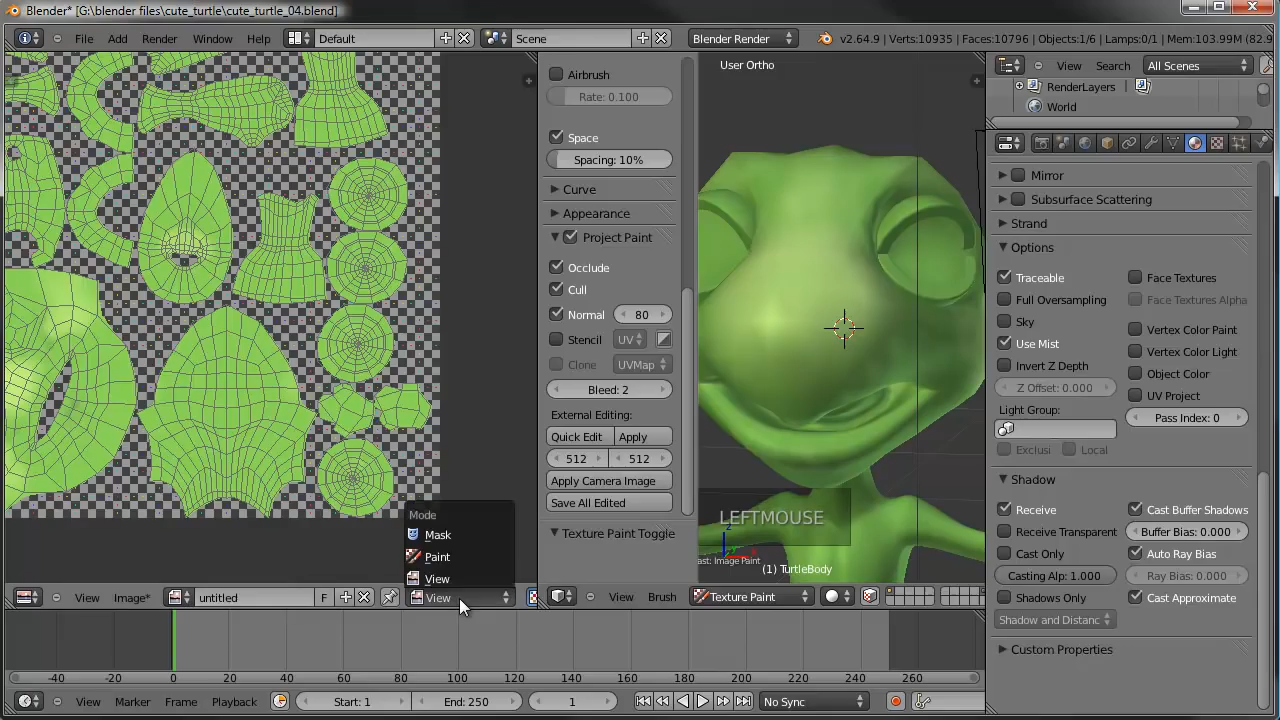 Blender* [G:\blender files\cute_turtle\cute_turtle_04.blend]
File Add Render Window Help Default Scene Blender Render v2.64.9 | Verts:10935 | Faces:10796 | Objects:1/6 | Lamps:0/1 | Mem:103.99M (82.9
View Search All Scenes
RenderLayers
World
Airbrush
Rate: 0.100
Space
Spacing: 10%
Curve
Appearance
Project Paint
Occlude
Cull
Normal 80
Stencil UV
Clone UVMap
Bleed: 2
External Editing:
Quick Edit Apply
512 512
Apply Camera Image
Save All Edited
Texture Paint Toggle
User Ortho
LEFTMOUSE
ast: Image Paint
(1) TurtleBody
Mirror
Subsurface Scattering
Strand
Options
Traceable Face Textures
Full Oversampling Face Textures Alpha
Sky Vertex Color Paint
Use Mist Vertex Color Light
Invert Z Depth Object Color
Z Offset: 0.000 UV Project
Light Group: Pass Index: 0
Exclusi Local
Shadow
Receive Cast Buffer Shadows
Receive Transparent Buffer Bias: 0.000
Cast Only Auto Ray Bias
Casting Alp: 1.000 Ray Bias: 0.000
Shadows Only Cast Approximate
Shadow and Distanc
Custom Properties
Mode
Mask
Paint
View
View Image* untitled F View
View Brush Texture Paint
-40 -20 0 20 40 60 80 100 120 140 160 180 200 220 240 260
View Marker Frame Playback Start: 1 End: 250 1 No Sync